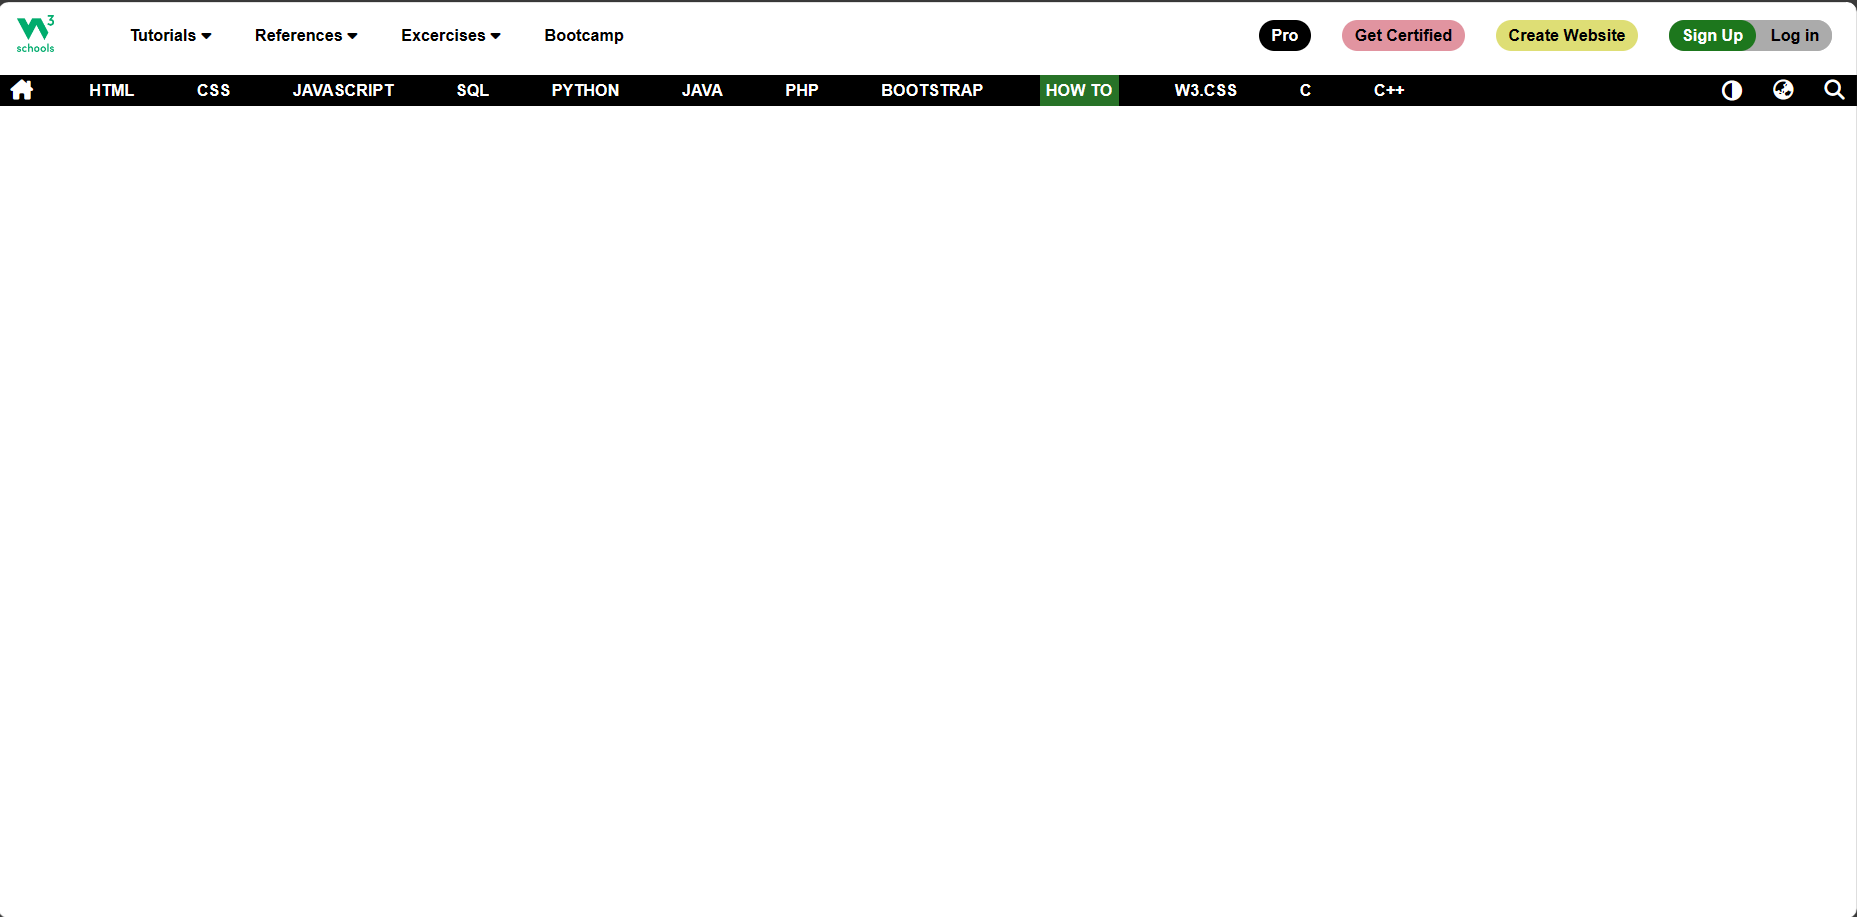 W3 schools Tutorials References Excercises Bootcamp Pro Get Certified Create Website Sign Up Log in
HTML CSS JAVASCRIPT SQL PYTHON JAVA PHP BOOTSTRAP HOW TO W3.CSS C C++